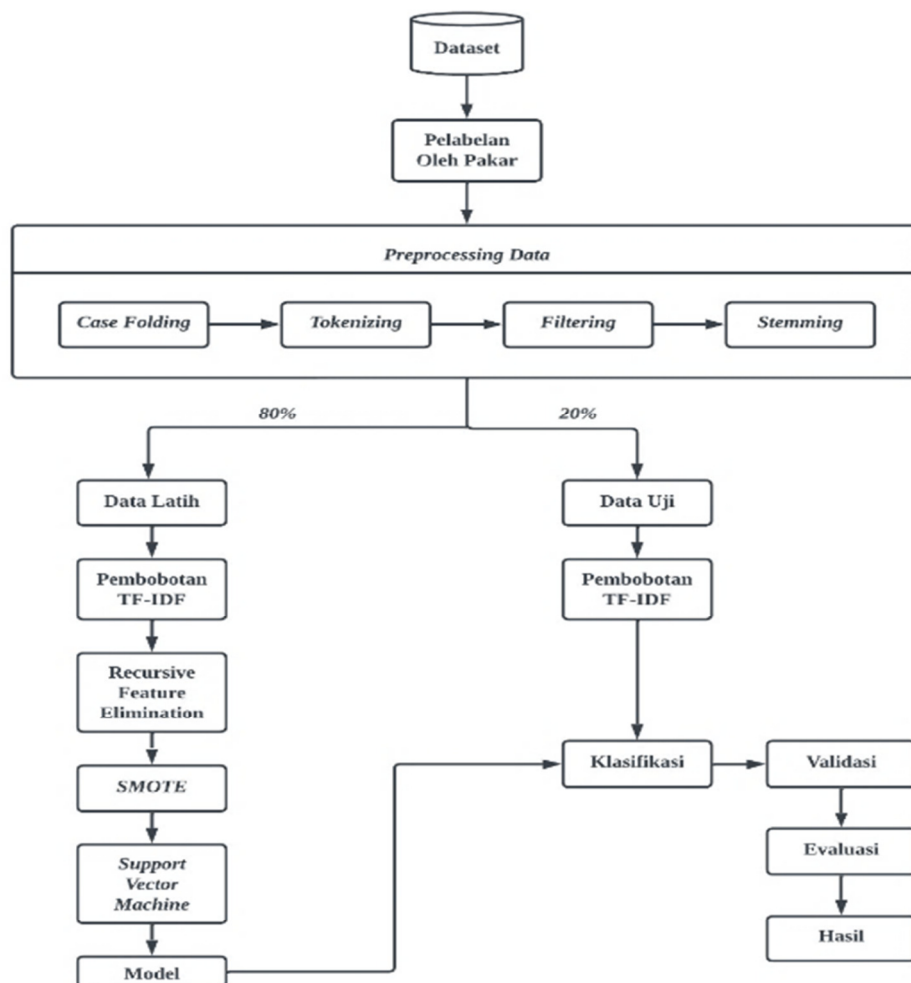 Dataset
Pelabelan
Oleh Pakar
Preprocessing Data
Case Folding
Tokenizing
Filtering
Stemming
80%
20%
Data Latih
Data Uji
Pembobotan
TF-IDF
Pembobotan
TF-IDF
Recursive
Feature
Elimination
Klasifikasi
Validasi
SMOTE
Evaluasi
Support
Vector
Machine
Hasil
Model